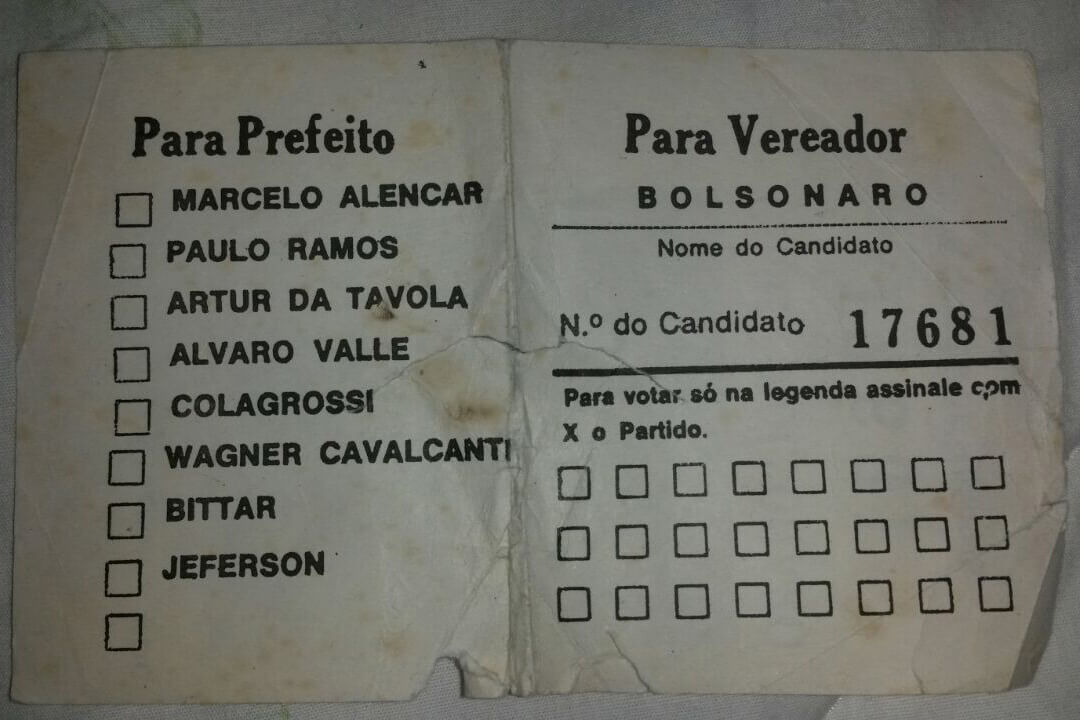 Para Prefeito
MARCELO ALENCAR
PAULO RAMOS
ARTUR DA TAVOLA
ALVARO VALLE
COLAGROSSI
WAGNER CAVALCANTI
BITTAR
JEFERSON
Para Vereador
BOLSONARO
Nome do Candidato
N.º do Candidato 17681
Para votar só na legenda assinale com
X o Partido.